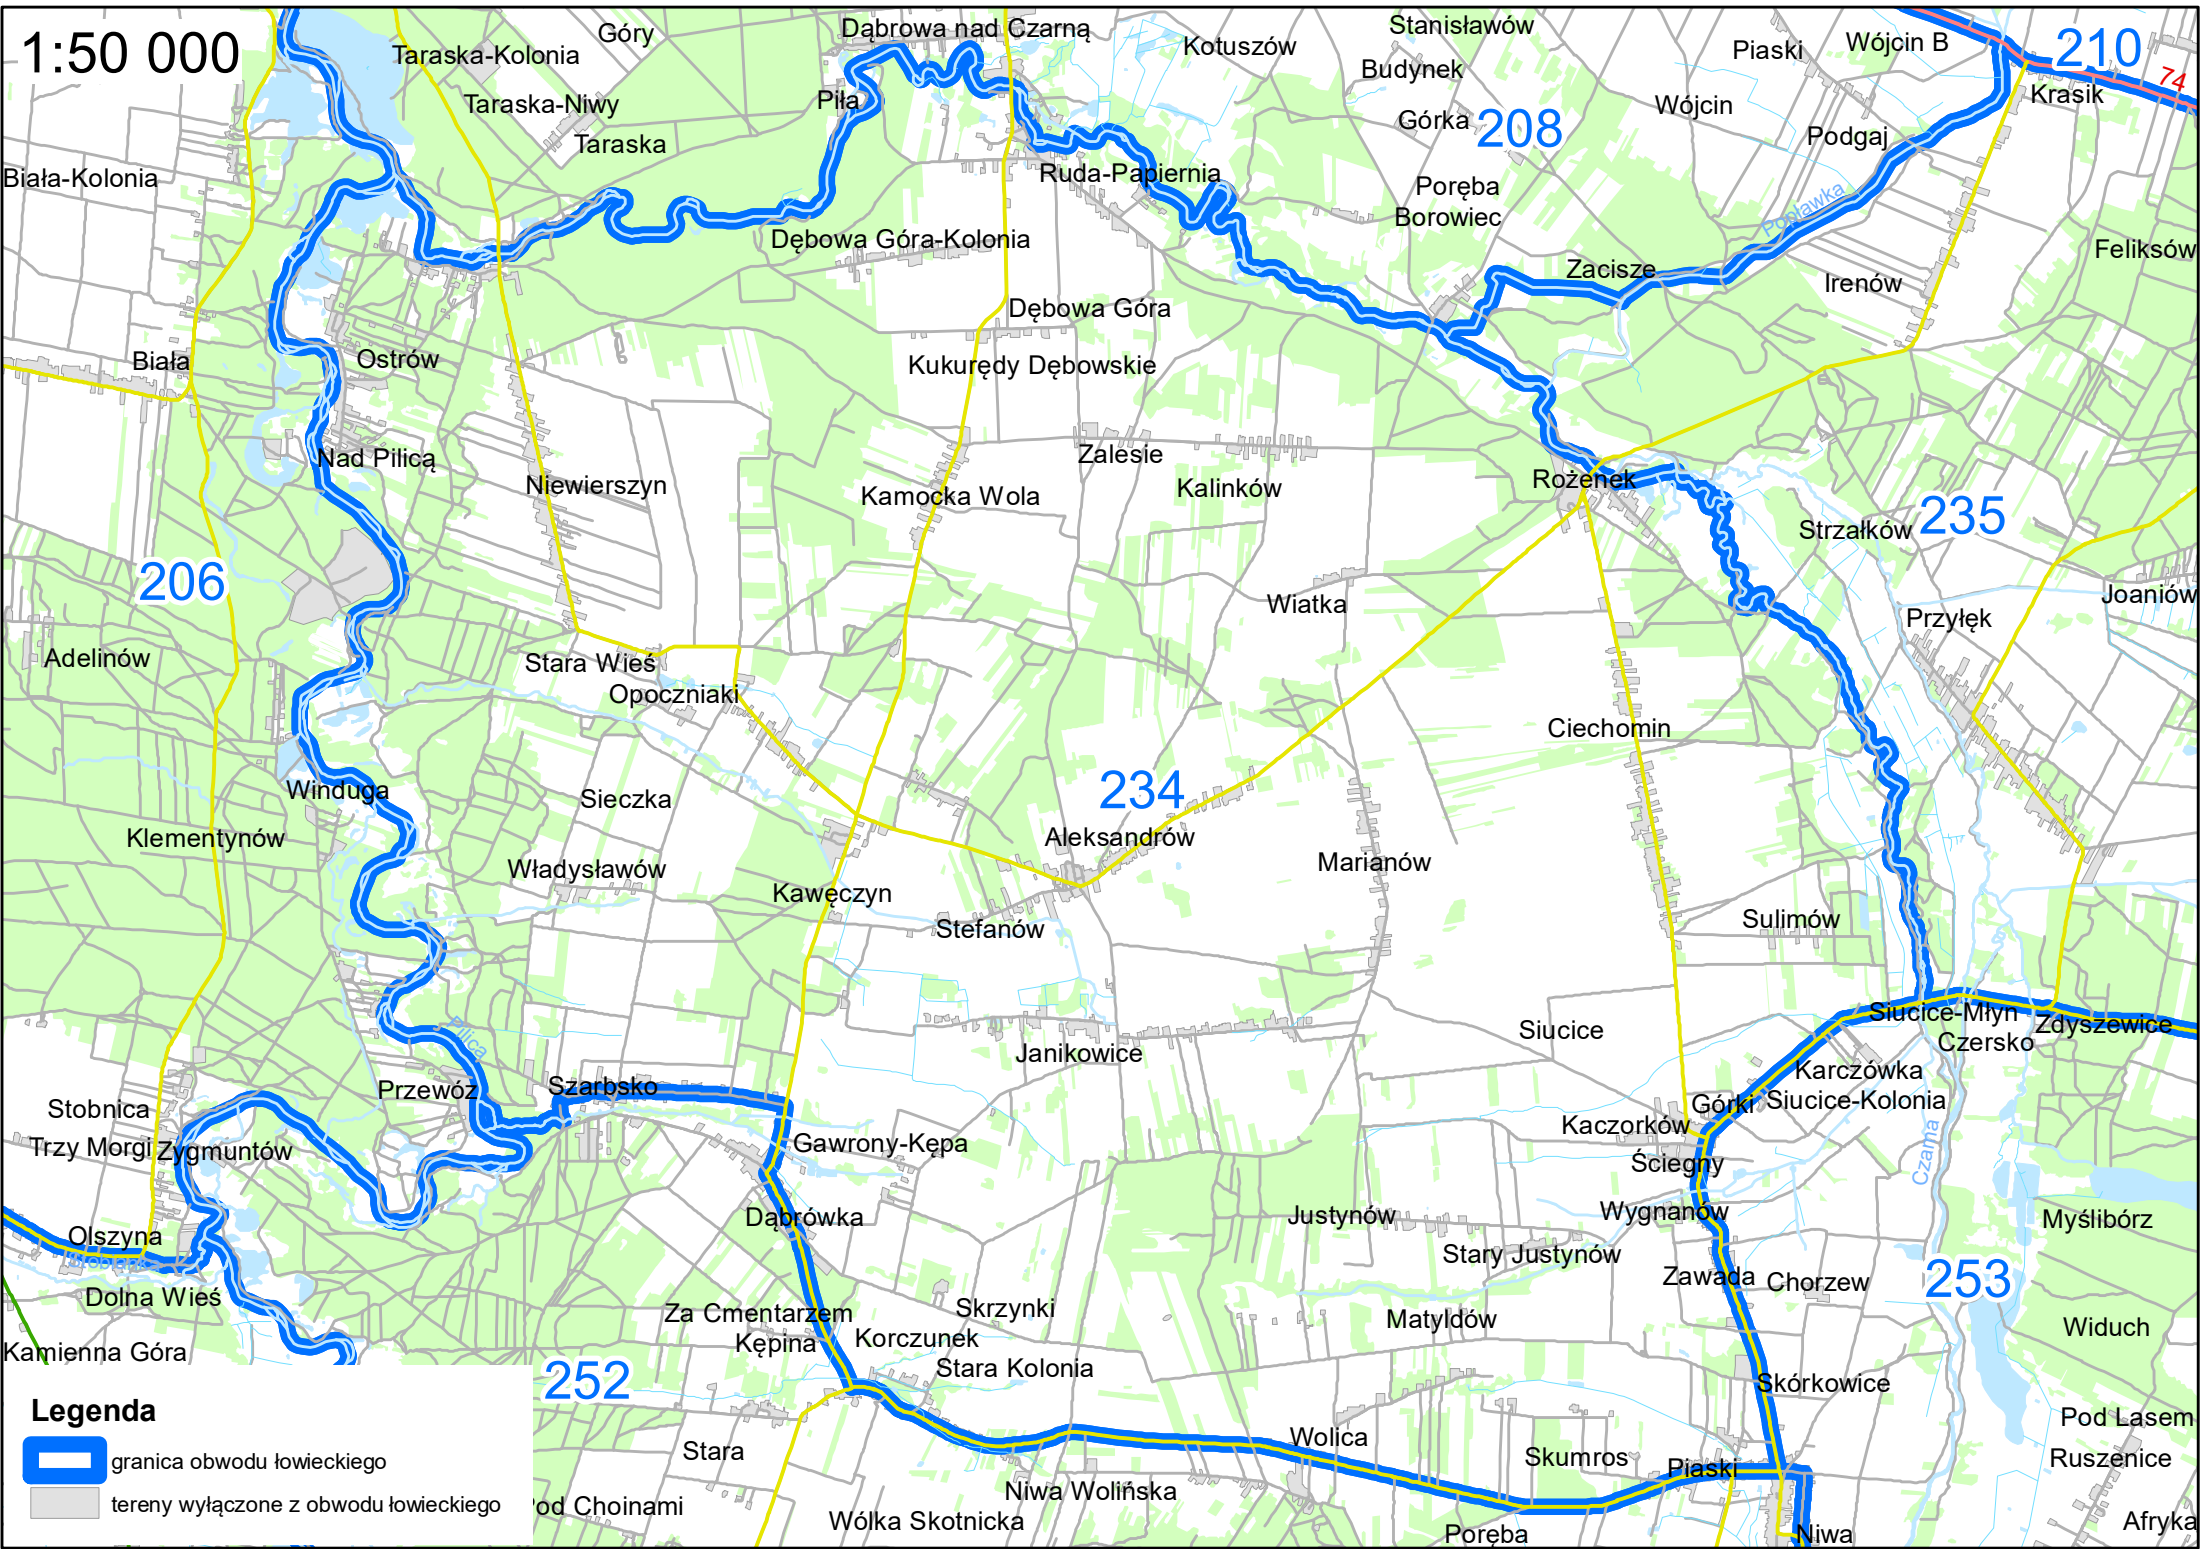 1:50 000
Góry
Dąbrowa nad Czarną
Stanisławów
Taraska-Kolonia
Kotuszów
Piaski
Wójcin B
210
Budynek
74
Taraska-Niwy
Piła
Wójcin
Krasik
Górka
208
Taraska
Podgaj
Biała-Kolonia
Ruda-Papiernia
Poręba
Borowiec
Popławka
Dębowa Góra-Kolonia
Feliksów
Zacisze
Irenów
Dębowa Góra
Biała
Ostrów
Kukurędy Dębowskie
Nad Pilicą
Zalesie
Niewierszyn
Kamocka Wola
Kalinków
Rożenek
Strzałków
235
206
Wiatka
Joaniów
Przyłęk
Adelinów
Stara Wieś
Opoczniaki
Ciechomin
Winduga
Sieczka
234
Klementynów
Aleksandrów
Władysławów
Marianów
Kawęczyn
Stefanów
Sulimów
Siucice-Młyn
Zdyszewice
Pilica
Siucice
Czersko
Janikowice
Przewóz
Szarbsko
Karczówka
Stobnica
Górki
Siucice-Kolonia
Kaczorków
Trzy Morgi
Zygmuntów
Gawrony-Kępa
Ściegny
Czarna
Olszyna
Dąbrówka
Justynów
Wygnanów
Myślibórz
Stary Justynów
Dolna Wieś
Zawada
Chorzew
253
Za Cmentarzem
Skrzynki
Matyldów
Kępina
Korczunek
Widuch
Kamienna Góra
252
Stara Kolonia
Skórkowice
Legenda
Pod Lasem
Stara
Wolica
Skumros
Piaski
Ruszenice
granica obwodu łowieckiego
Niwa Wolińska
tereny wyłączone z obwodu łowieckiego
od Choinami
Wólka Skotnicka
Poręba
Niwa
Afryka